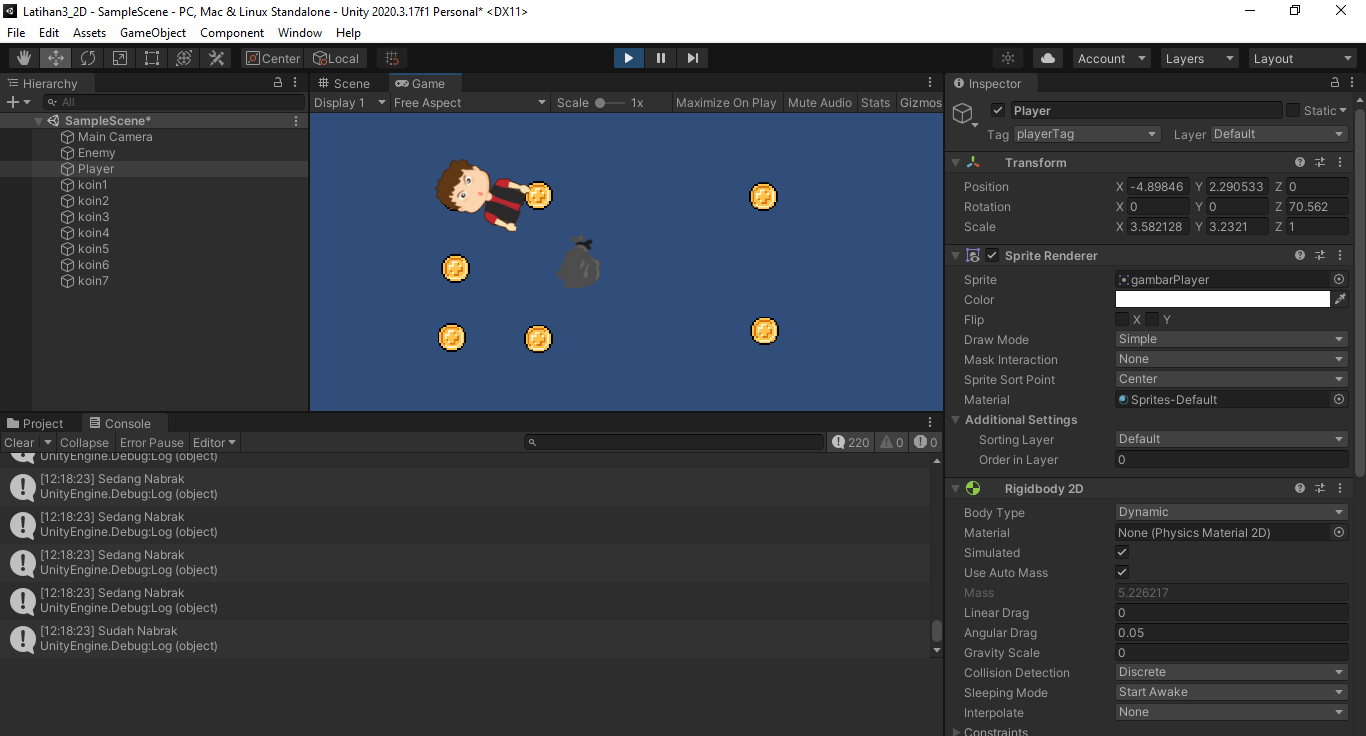 Latihan3_2D - SampleScene - PC, Mac & Linux Standalone - Unity 2020.3.17f1 Personal* <DX11>
File Edit Assets GameObject Component Window Help
Center Local Account Layers Layout
Hierarchy
All
SampleScene*
Main Camera
Enemy
Player
koin1
koin2
koin3
koin4
koin5
koin6
koin7
Scene Game
Display 1 Free Aspect Scale 1x Maximize On Play Mute Audio Stats Gizmos
Project Console
Clear Collapse Error Pause Editor 220 0 0
UnityEngine.Debug:Log (object)
[12:18:23] Sedang Nabrak
UnityEngine.Debug:Log (object)
[12:18:23] Sedang Nabrak
UnityEngine.Debug:Log (object)
[12:18:23] Sedang Nabrak
UnityEngine.Debug:Log (object)
[12:18:23] Sedang Nabrak
UnityEngine.Debug:Log (object)
[12:18:23] Sudah Nabrak
UnityEngine.Debug:Log (object)
Inspector
Player Static
Tag playerTag Layer Default
Transform
Position X -4.89846 Y 2.290533 Z 0
Rotation X 0 Y 0 Z 70.562
Scale X 3.582128 Y 3.2321 Z 1
Sprite Renderer
Sprite gambarPlayer
Color
Flip X Y
Draw Mode Simple
Mask Interaction None
Sprite Sort Point Center
Material Sprites-Default
Additional Settings
Sorting Layer Default
Order in Layer 0
Rigidbody 2D
Body Type Dynamic
Material None (Physics Material 2D)
Simulated
Use Auto Mass
Mass 5.226217
Linear Drag 0
Angular Drag 0.05
Gravity Scale 0
Collision Detection Discrete
Sleeping Mode Start Awake
Interpolate None
Constraints